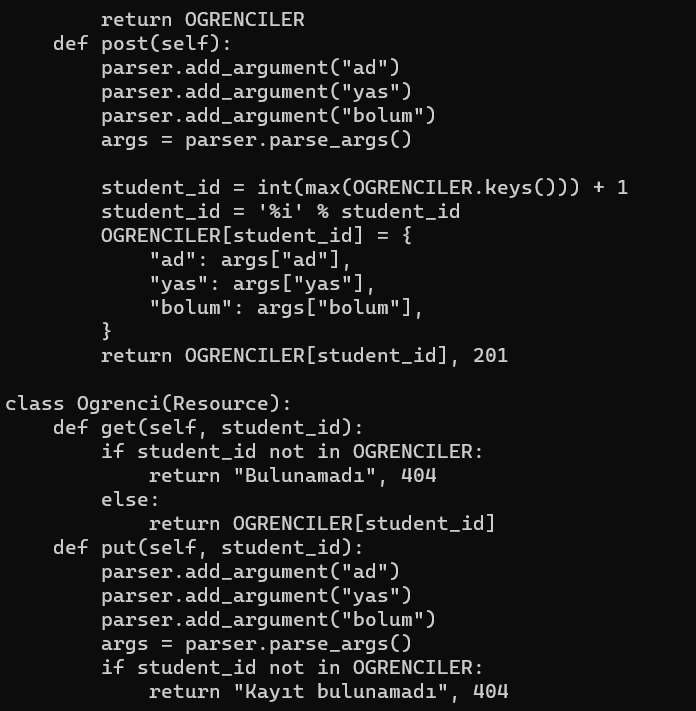 return OGRENCILER
    def post(self):
        parser.add_argument("ad")
        parser.add_argument("yas")
        parser.add_argument("bolum")
        args = parser.parse_args()

        student_id = int(max(OGRENCILER.keys())) + 1
        student_id = '%i' % student_id
        OGRENCILER[student_id] = {
            "ad": args["ad"],
            "yas": args["yas"],
            "bolum": args["bolum"],
        }
        return OGRENCILER[student_id], 201

class Ogrenci(Resource):
    def get(self, student_id):
        if student_id not in OGRENCILER:
            return "Bulunamadı", 404
        else:
            return OGRENCILER[student_id]
    def put(self, student_id):
        parser.add_argument("ad")
        parser.add_argument("yas")
        parser.add_argument("bolum")
        args = parser.parse_args()
        if student_id not in OGRENCILER:
            return "Kayıt bulunamadı", 404